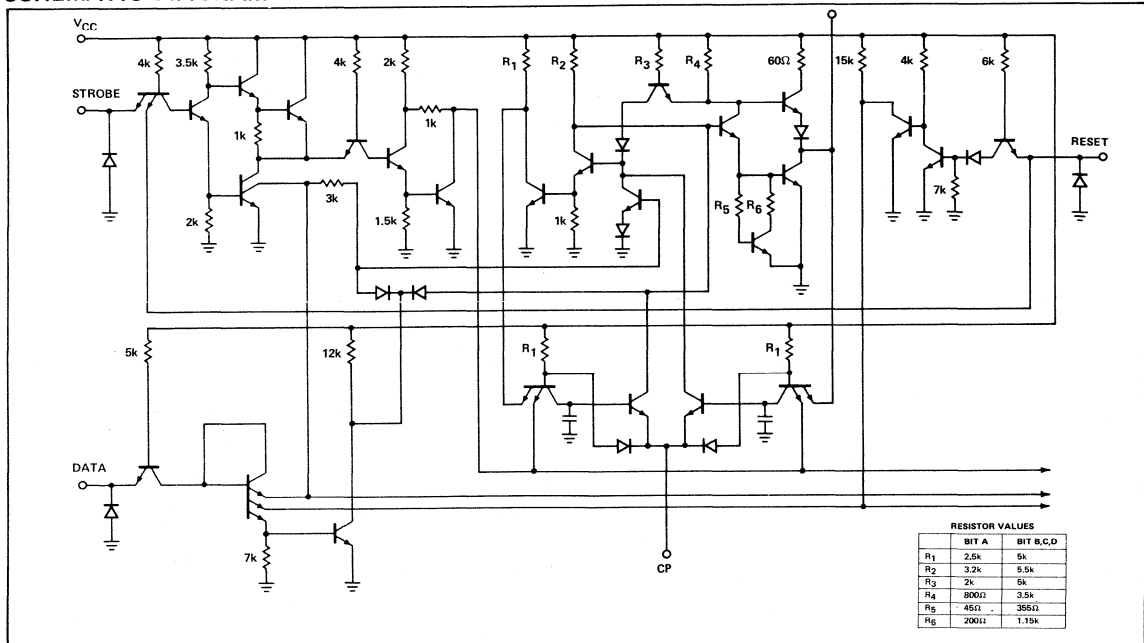 V_CC
4k
3.5k
4k
2k
R₁
R₂
R₃
R₄
60Ω
15k
4k
6k
STROBE
1k
1k
RESET
3k
2k
1.5k
1k
R₅
R₆
7k
5k
12k
R₁
R₁
DATA
7k
CP
RESISTOR VALUES
BIT A BIT B,C,D
R₁ 2.5k 5k
R₂ 3.2k 5.5k
R₃ 2k 5k
R₄ 800Ω 3.5k
R₅ 45Ω 355Ω
R₆ 200Ω 1.15k